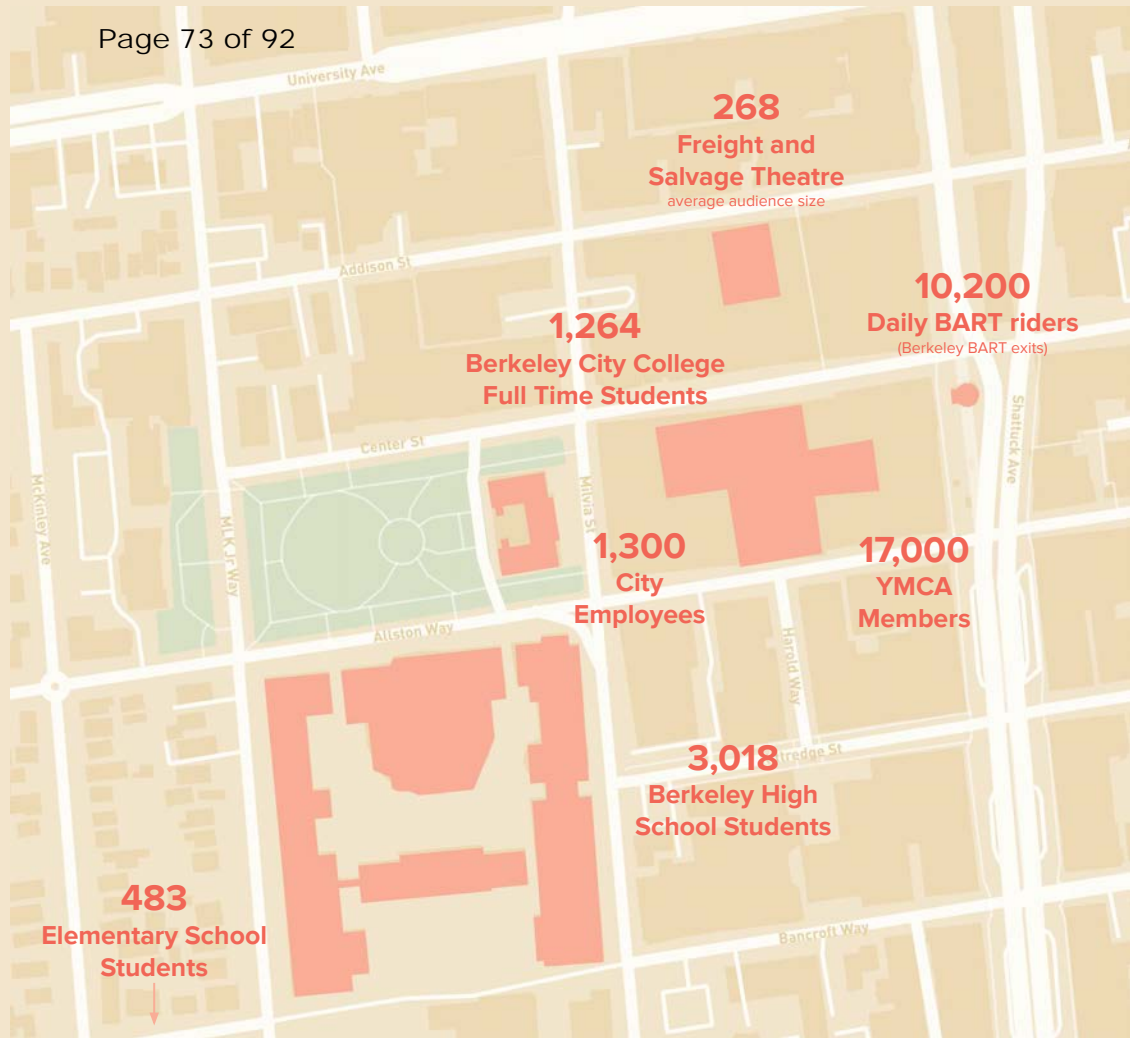 Page 73 of 92
University Ave
268
Freight and
Salvage Theatre
average audience size
Addison St
10,200
Daily BART riders
(Berkeley BART exits)
1,264
Berkeley City College
Full Time Students
Center St
Shattuck Ave
McKinley Ave
MLK Jr Way
Milvia St
1,300
City
Employees
17,000
YMCA
Members
Allston Way
Harold Way
3,018
tredge St
Berkeley High
School Students
483
Elementary School
Students
Bancroft Way